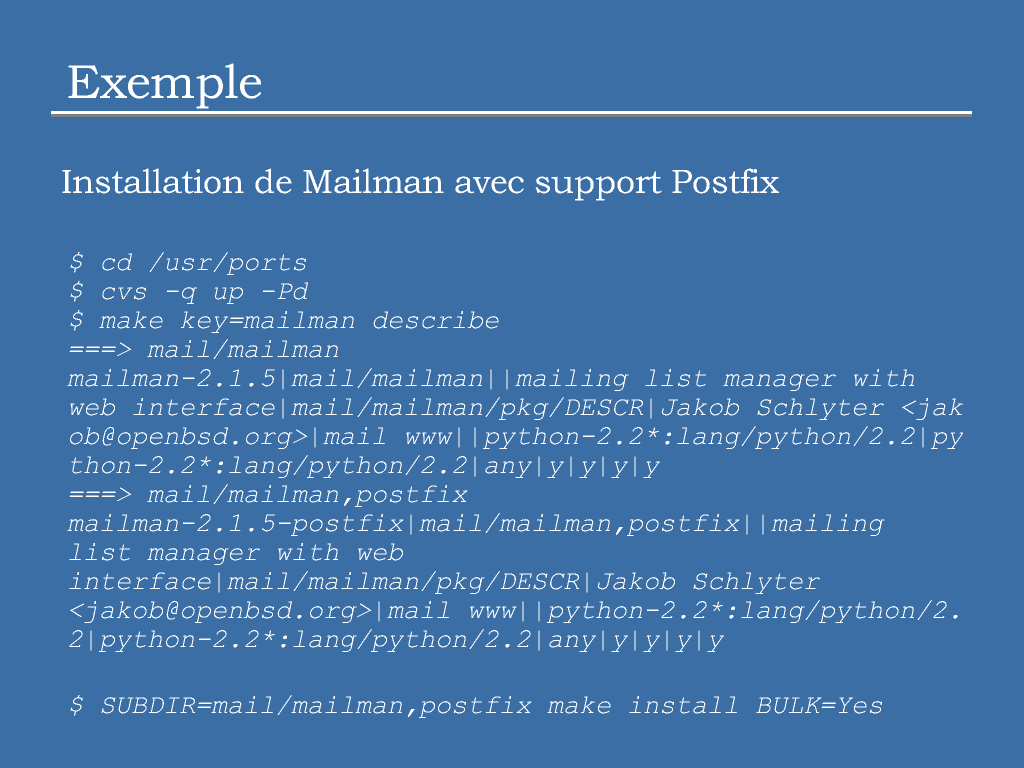 Exemple
Installation de Mailman avec support Postfix
$ cd /usr/ports
$ cvs -q up -Pd
$ make key=mailman describe
===> mail/mailman
mailman-2.1.5|mail/mailman||mailing list manager with
web interface|mail/mailman/pkg/DESCR|Jakob Schlyter <jak
ob@openbsd.org>|mail www||python-2.2*:lang/python/2.2|py
thon-2.2*:lang/python/2.2|any|y|y|y|y
===> mail/mailman,postfix
mailman-2.1.5-postfix|mail/mailman,postfix||mailing
list manager with web
interface|mail/mailman/pkg/DESCR|Jakob Schlyter
<jakob@openbsd.org>|mail www||python-2.2*:lang/python/2.
2|python-2.2*:lang/python/2.2|any|y|y|y|y
$ SUBDIR=mail/mailman,postfix make install BULK=Yes